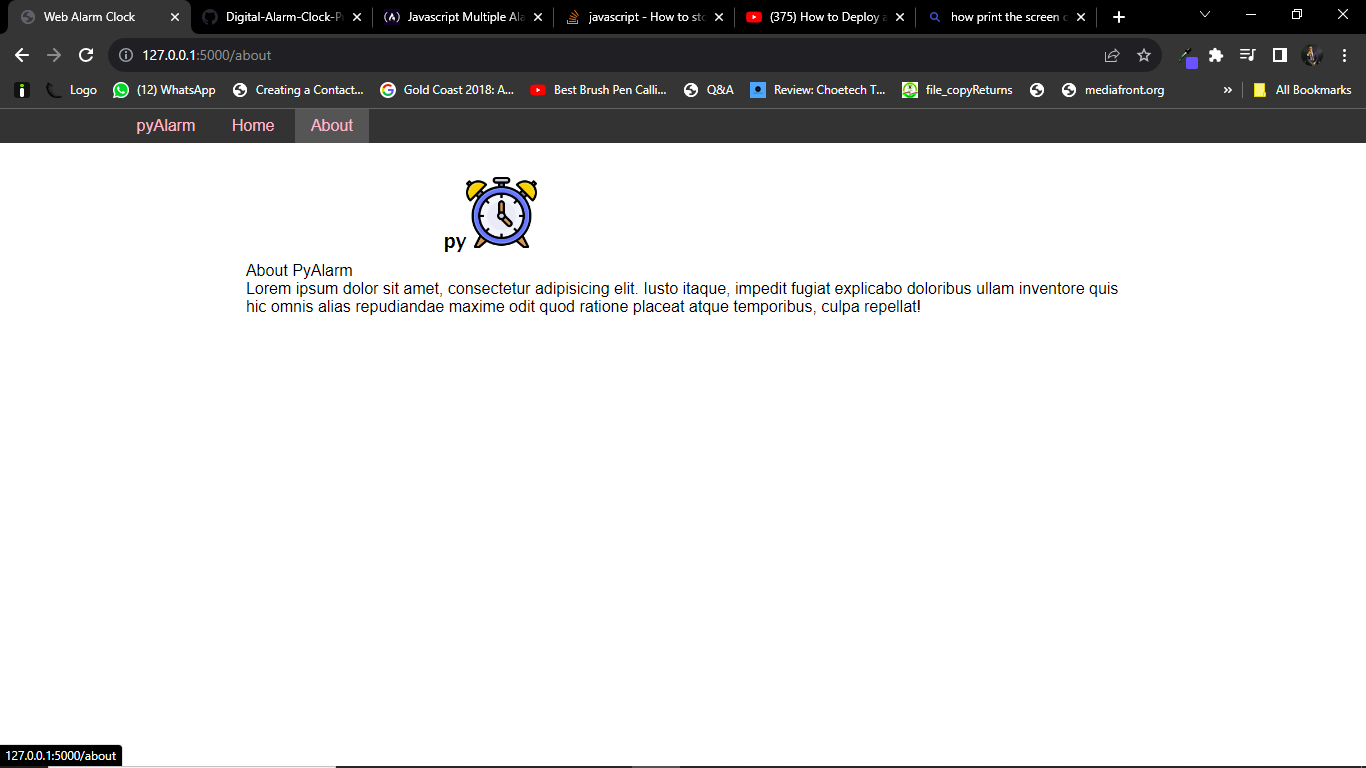 Web Alarm Clock
Digital-Alarm-Clock-P
Javascript Multiple Ala
javascript - How to sto
(375) How to Deploy a
how print the screen
127.0.0.1:5000/about
Logo
(12) WhatsApp
Creating a Contact...
Gold Coast 2018: A...
Best Brush Pen Calli...
Q&A
Review: Choetech T...
file_copyReturns
mediafront.org
»
All Bookmarks
pyAlarm
Home
About
py
About PyAlarm
Lorem ipsum dolor sit amet, consectetur adipisicing elit. Iusto itaque, impedit fugiat explicabo doloribus ullam inventore quis
hic omnis alias repudiandae maxime odit quod ratione placeat atque temporibus, culpa repellat!
127.0.0.1:5000/about